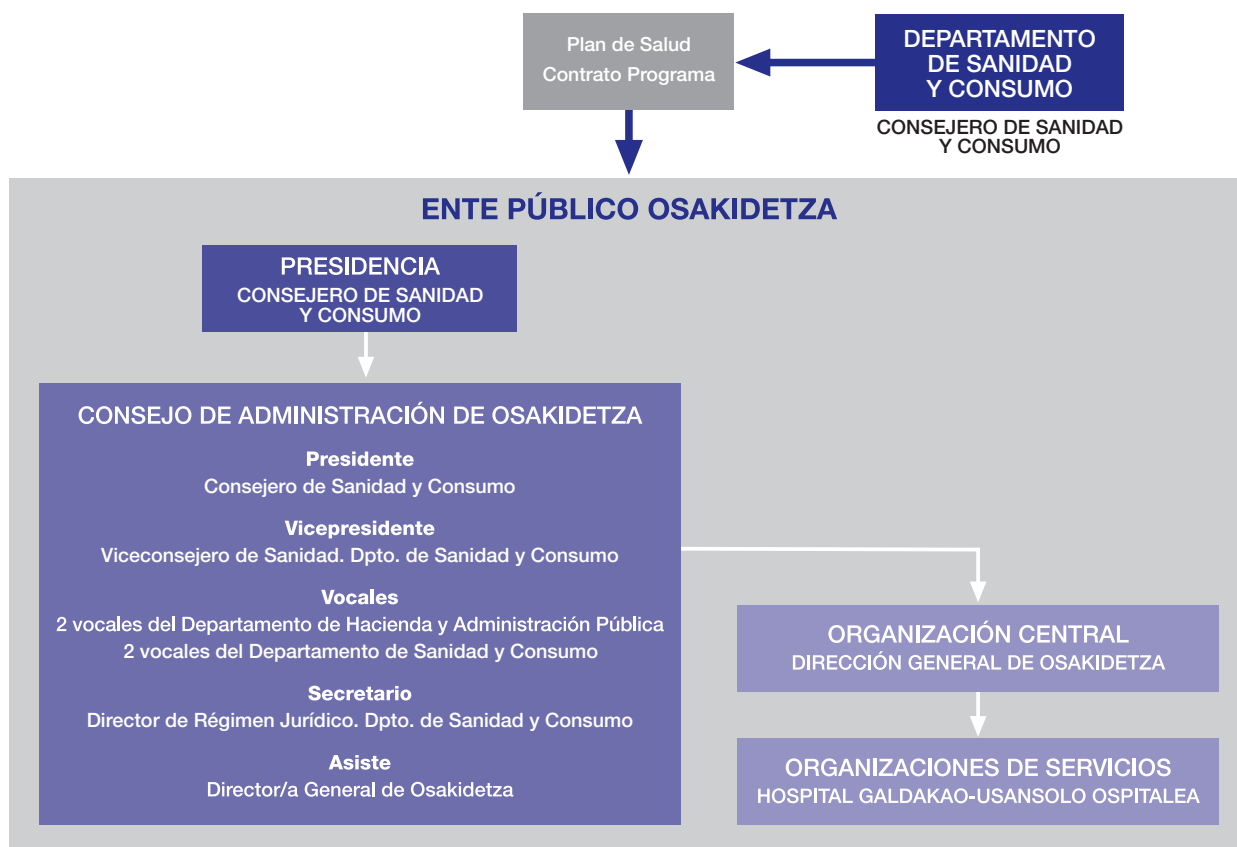 Plan de Salud
Contrato Programa
DEPARTAMENTO
DE SANIDAD
Y CONSUMO
CONSEJERO DE SANIDAD
Y CONSUMO
ENTE PÚBLICO OSAKIDETZA
PRESIDENCIA
CONSEJERO DE SANIDAD
Y CONSUMO
CONSEJO DE ADMINISTRACIÓN DE OSAKIDETZA
Presidente
Consejero de Sanidad y Consumo
Vicepresidente
Viceconsejero de Sanidad. Dpto. de Sanidad y Consumo
Vocales
2 vocales del Departamento de Hacienda y Administración Pública
2 vocales del Departamento de Sanidad y Consumo
Secretario
Director de Régimen Jurídico. Dpto. de Sanidad y Consumo
Asiste
Director/a General de Osakidetza
ORGANIZACIÓN CENTRAL
DIRECCIÓN GENERAL DE OSAKIDETZA
ORGANIZACIONES DE SERVICIOS
HOSPITAL GALDAKAO-USANSOLO OSPITALEA